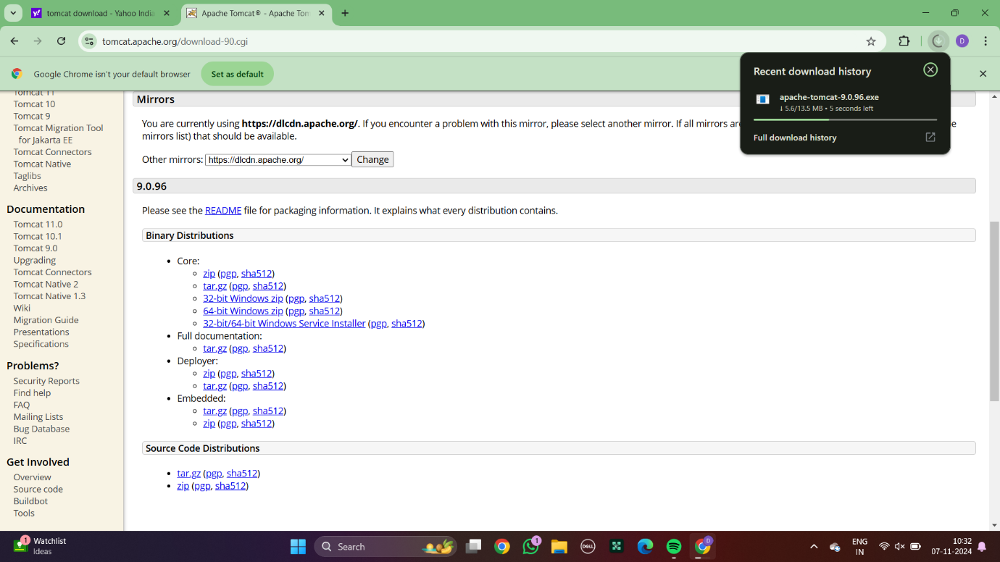 tomcat download - Yahoo India
Apache Tomcat® - Apache Tom
tomcat.apache.org/download-90.cgi
D
Google Chrome isn't your default browser
Set as default
Recent download history
apache-tomcat-9.0.96.exe
↓ 5.6/13.5 MB • 5 seconds left
Full download history
Tomcat 11
Tomcat 10
Tomcat 9
Tomcat Migration Tool
for Jakarta EE
Tomcat Connectors
Tomcat Native
Taglibs
Archives
Documentation
Tomcat 11.0
Tomcat 10.1
Tomcat 9.0
Upgrading
Tomcat Connectors
Tomcat Native 2
Tomcat Native 1.3
Wiki
Migration Guide
Presentations
Specifications
Problems?
Security Reports
Find help
FAQ
Mailing Lists
Bug Database
IRC
Get Involved
Overview
Source code
Buildbot
Tools
Mirrors
You are currently using https://dlcdn.apache.org/. If you encounter a problem with this mirror, please select another mirror. If all mirrors are
mirrors list) that should be available.
Other mirrors: https://dlcdn.apache.org/ Change
9.0.96
Please see the README file for packaging information. It explains what every distribution contains.
Binary Distributions
• Core:
zip (pgp, sha512)
tar.gz (pgp, sha512)
32-bit Windows zip (pgp, sha512)
64-bit Windows zip (pgp, sha512)
32-bit/64-bit Windows Service Installer (pgp, sha512)
• Full documentation:
tar.gz (pgp, sha512)
• Deployer:
zip (pgp, sha512)
tar.gz (pgp, sha512)
• Embedded:
tar.gz (pgp, sha512)
zip (pgp, sha512)
Source Code Distributions
• tar.gz (pgp, sha512)
• zip (pgp, sha512)
1
Watchlist
Ideas
Search
DELL
1
D
ENG
IN
10:32
07-11-2024